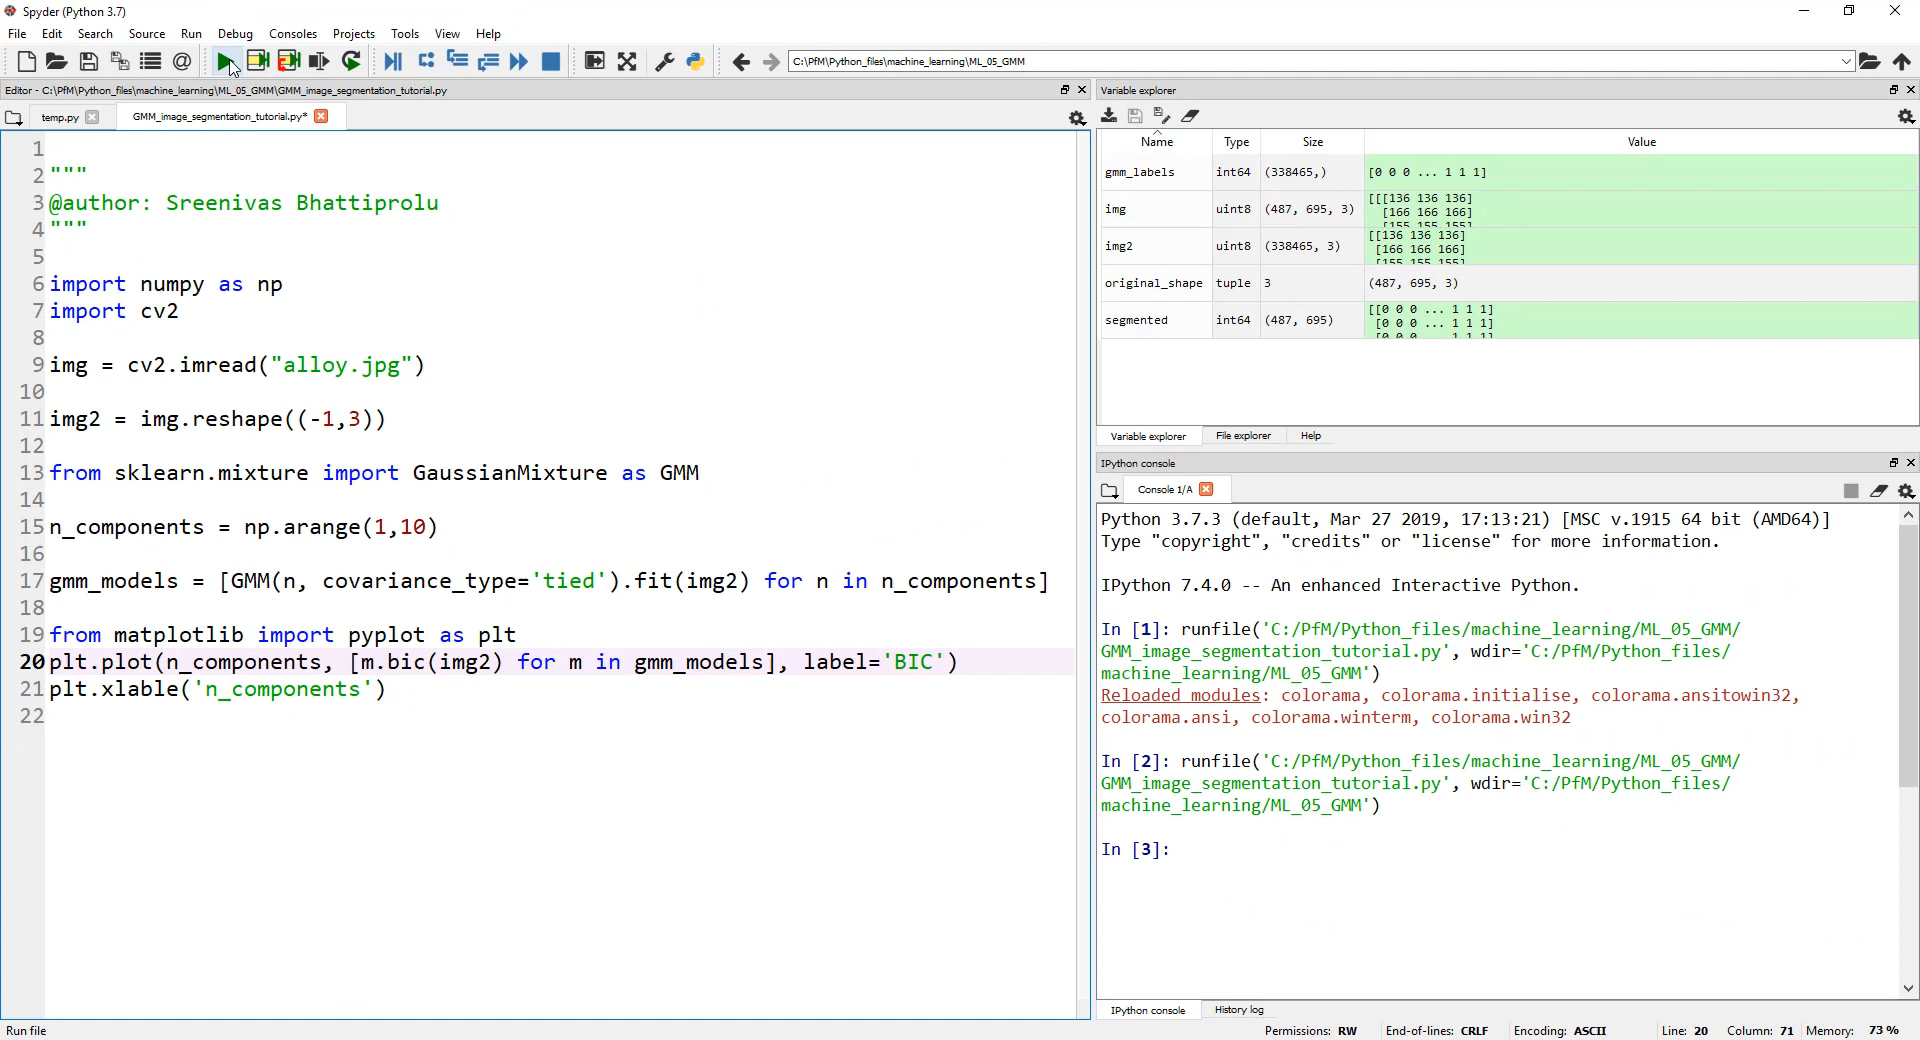 Spyder (Python 3.7)
File Edit Search Source Run Debug Consoles Projects Tools View Help
C:\PfM\Python_files\machine_learning\ML_05_GMM
Editor - C:\PfM\Python_files\machine_learning\ML_05_GMM\GMM_image_segmentation_tutorial.py
temp.py
GMM_image_segmentation_tutorial.py*
1
2 """
3 @author: Sreenivas Bhattiprolu
4 """
5
6 import numpy as np
7 import cv2
8
9 img = cv2.imread("alloy.jpg")
10
11 img2 = img.reshape((-1,3))
12
13 from sklearn.mixture import GaussianMixture as GMM
14
15 n_components = np.arange(1,10)
16
17 gmm_models = [GMM(n, covariance_type='tied').fit(img2) for n in n_components]
18
19 from matplotlib import pyplot as plt
20 plt.plot(n_components, [m.bic(img2) for m in gmm_models], label='BIC')
21 plt.xlable('n_components')
22
Variable explorer
Name Type Size Value
gmm_labels int64 (338465,) [0 0 0 ... 1 1 1]
img uint8 (487, 695, 3) [[[136 136 136]
[166 166 166]
[155 155 155]
img2 uint8 (338465, 3) [[136 136 136]
[166 166 166]
[155 155 155]
original_shape tuple 3 (487, 695, 3)
segmented int64 (487, 695) [[0 0 0 ... 1 1 1]
[0 0 0 ... 1 1 1]
[0 0 0 ... 1 1 1]
Variable explorer File explorer Help
IPython console
Console 1/A
Python 3.7.3 (default, Mar 27 2019, 17:13:21) [MSC v.1915 64 bit (AMD64)]
Type "copyright", "credits" or "license" for more information.
IPython 7.4.0 -- An enhanced Interactive Python.
In [1]: runfile('C:/PfM/Python_files/machine_learning/ML_05_GMM/
GMM_image_segmentation_tutorial.py', wdir='C:/PfM/Python_files/
machine_learning/ML_05_GMM')
Reloaded modules: colorama, colorama.initialise, colorama.ansitowin32,
colorama.ansi, colorama.winterm, colorama.win32
In [2]: runfile('C:/PfM/Python_files/machine_learning/ML_05_GMM/
GMM_image_segmentation_tutorial.py', wdir='C:/PfM/Python_files/
machine_learning/ML_05_GMM')
In [3]:
IPython console History log
Run file
Permissions: RW End-of-lines: CRLF Encoding: ASCII Line: 20 Column: 71 Memory: 73 %